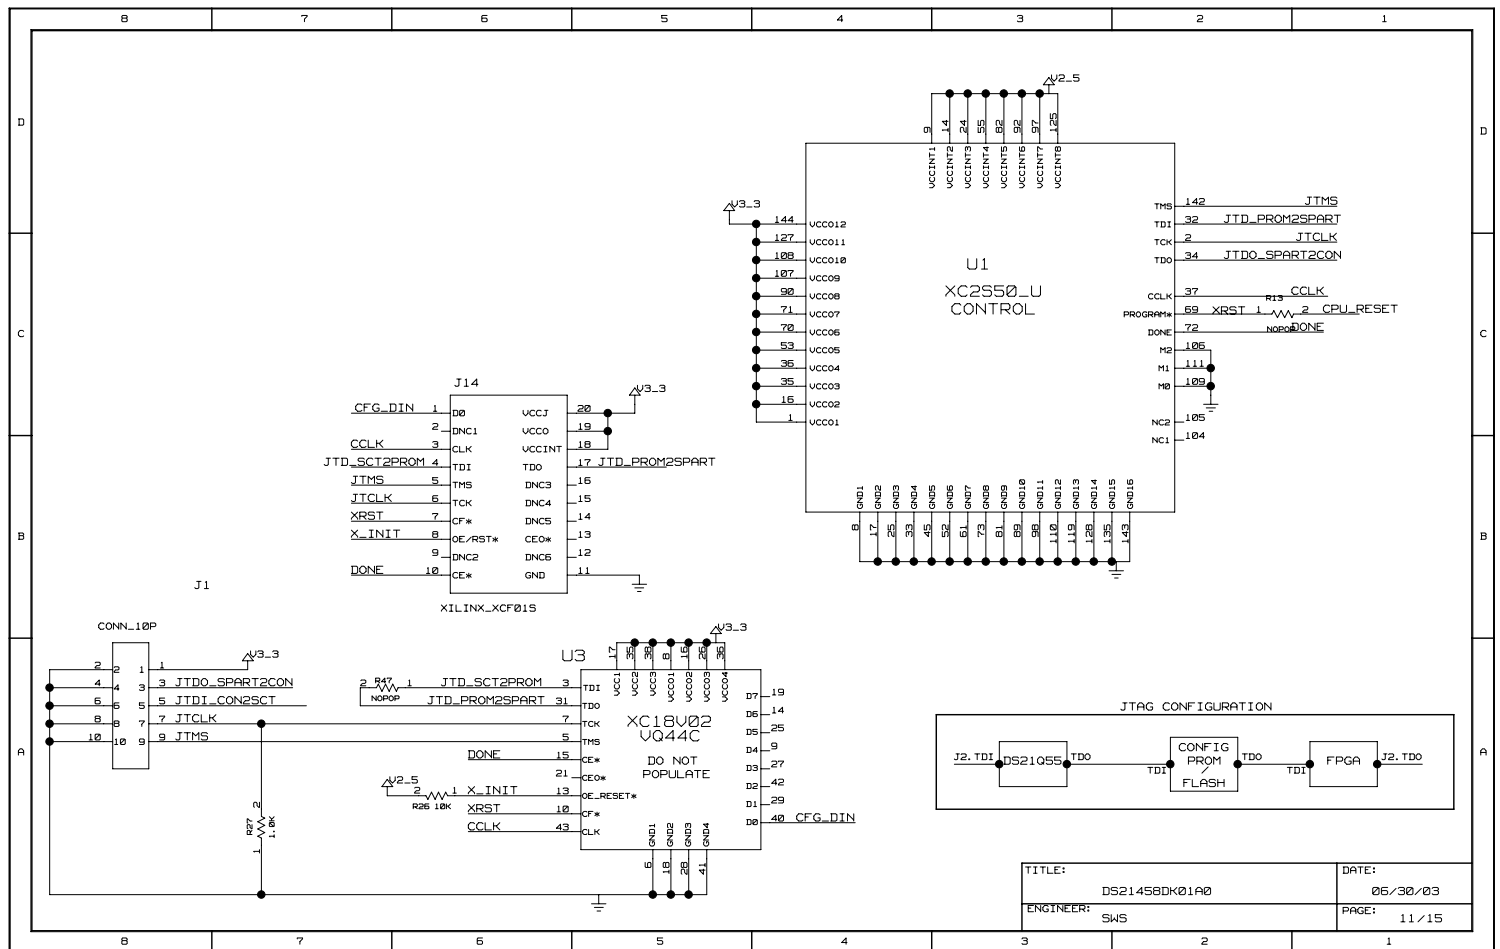 8 7 6 5 4 3 2 1
D D
C C
B B
A A
V2_5
9 14 24 55 82 92 97 125
VCCINT1 VCCINT2 VCCINT3 VCCINT4 VCCINT5 VCCINT6 VCCINT7 VCCINT8
V3_3
144 VCCO12
127 VCCO11
108 VCCO10
107 VCCO9
90 VCCO8
71 VCCO7
70 VCCO6
53 VCCO5
36 VCCO4
35 VCCO3
16 VCCO2
1 VCCO1
U1
XC2S50_U
CONTROL
TMS 142 JTMS
TDI 32 JTD_PROM2SPART
TCK 2 JTCLK
TDO 34 JTDO_SPART2CON
CCLK 37 CCLK
R13
PROGRAM* 69 XRST 1 2 CPU_RESET
DONE 72 NOPOP DONE
M2 106
M1 111
M0 109
NC2 105
NC1 104
GND1 GND2 GND3 GND4 GND5 GND6 GND7 GND8 GND9 GND10 GND11 GND12 GND13 GND14 GND15 GND16
8 17 25 33 45 52 61 73 81 89 98 110 119 128 135 143
J14
V3_3
CFG_DIN 1 D0 VCCJ 20
2 DNC1 VCCO 19
CCLK 3 CLK VCCINT 18
JTD_SCT2PROM 4 TDI TDO 17 JTD_PROM2SPART
JTMS 5 TMS DNC3 16
JTCLK 6 TCK DNC4 15
XRST 7 CF* DNC5 14
X_INIT 8 OE/RST* CEO* 13
9 DNC2 DNC6 12
DONE 10 CE* GND 11
XILINX_XCF01S
J1
CONN_10P
V3_3
2 2 1 1
4 4 3 3 JTDO_SPART2CON
6 6 5 5 JTDI_CON2SCT
8 8 7 7 JTCLK
10 10 9 9 JTMS
R27 1.0K 2 1
U3
V3_3
17 35 38 8 16 26 36
VCC1 VCC2 VCC3 VCCO1 VCCO2 VCCO3 VCCO4
2 R47 1 NOPOP
JTD_SCT2PROM 3 TDI
JTD_PROM2SPART 31 TDO
7 TCK
5 TMS
DONE 15 CE*
21 CEO*
V2_5
2 1 R26 10K
X_INIT 13 OE_RESET*
XRST 10 CF*
CCLK 43 CLK
XC18V02
VQ44C
DO NOT
POPULATE
D7 19
D6 14
D5 25
D4 9
D3 27
D2 42
D1 29
D0 40 CFG_DIN
GND1 GND2 GND3 GND4
6 18 28 41
JTAG CONFIGURATION
J2.TDI DS21Q55 TDO
TDI CONFIG
PROM
/
FLASH TDO
TDI FPGA J2.TDO
TITLE: DS21458DK01A0
DATE: 06/30/03
ENGINEER: SWS
PAGE: 11/15
8 7 6 5 4 3 2 1